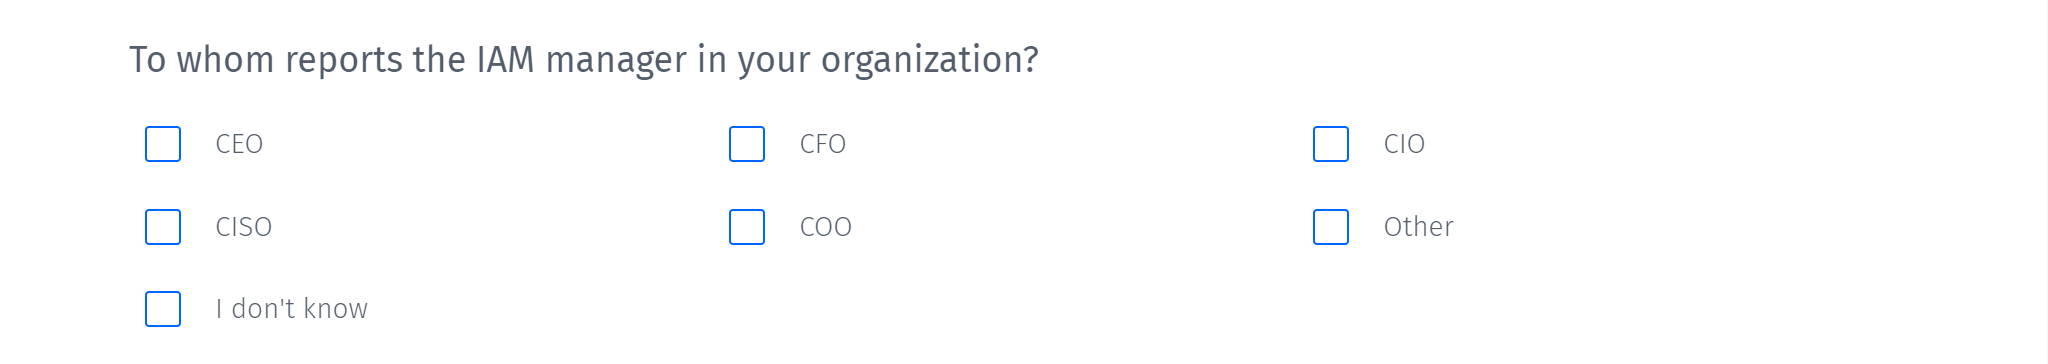 To whom reports the IAM manager in your organization?
CEO CFO CIO
CISO COO Other
I don't know